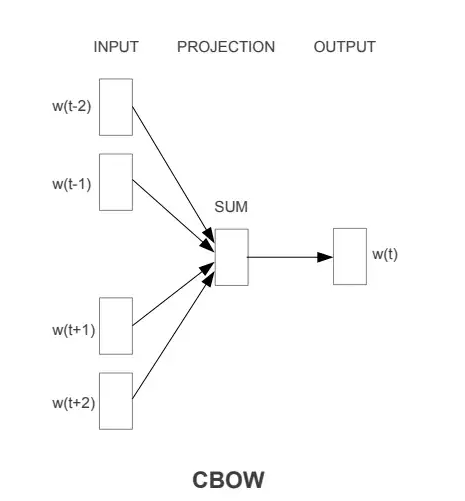 INPUT PROJECTION OUTPUT
w(t-2)
w(t-1)
SUM
w(t)
w(t+1)
w(t+2)
CBOW